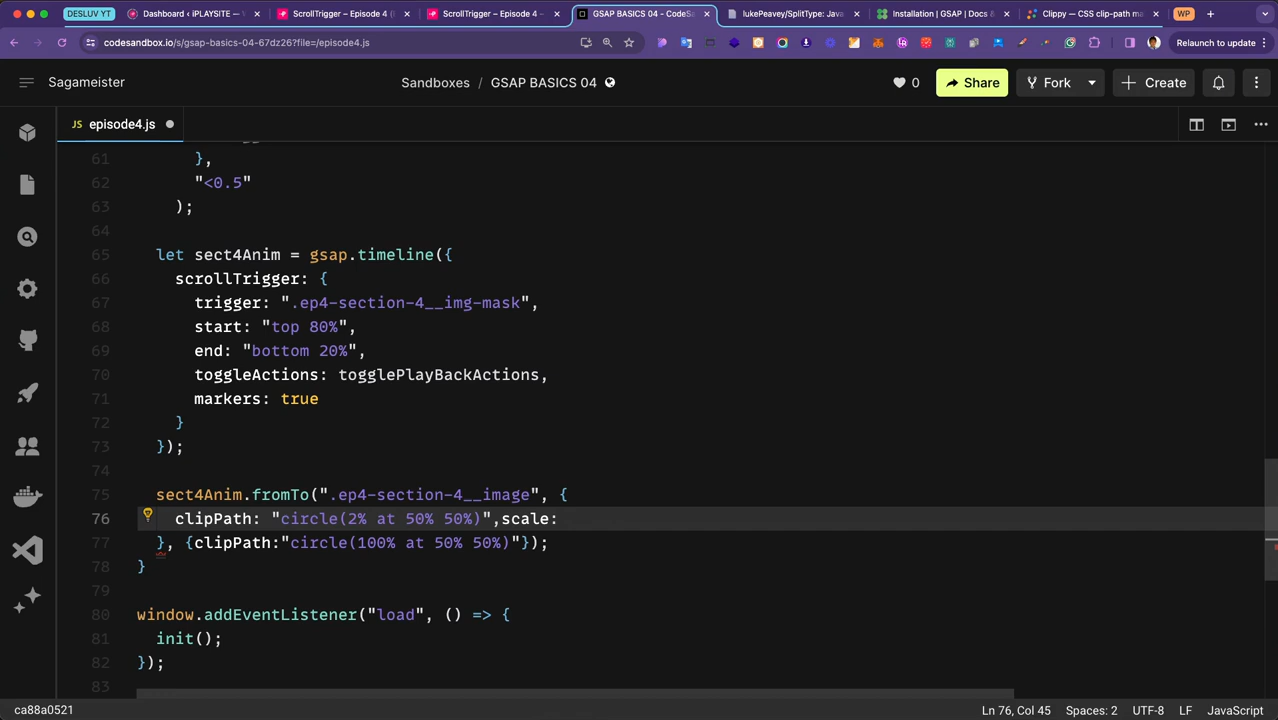 DESLUV YT
Dashboard ‹ iPLAYSITE —
ScrollTrigger – Episode 4 (
ScrollTrigger – Episode 4 –
GSAP BASICS 04 - CodeSa
lukePeavey/SplitType: Java
Installation | GSAP | Docs &
Clippy — CSS clip-path ma
WP
codesandbox.io/s/gsap-basics-04-67dz26?file=/episode4.js
Relaunch to update
Sagameister
Sandboxes / GSAP BASICS 04
0
Share
Fork
Create
JS episode4.js
61 },
62 "<0.5"
63 );
64
65 let sect4Anim = gsap.timeline({
66 scrollTrigger: {
67 trigger: ".ep4-section-4__img-mask",
68 start: "top 80%",
69 end: "bottom 20%",
70 toggleActions: togglePlayBackActions,
71 markers: true
72 }
73 });
74
75 sect4Anim.fromTo(".ep4-section-4__image", {
76 clipPath: "circle(2% at 50% 50%)",scale:
77 }, {clipPath:"circle(100% at 50% 50%)"});
78 }
79
80 window.addEventListener("load", () => {
81 init();
82 });
83
ca88a0521
Ln 76, Col 45
Spaces: 2
UTF-8
LF
JavaScript